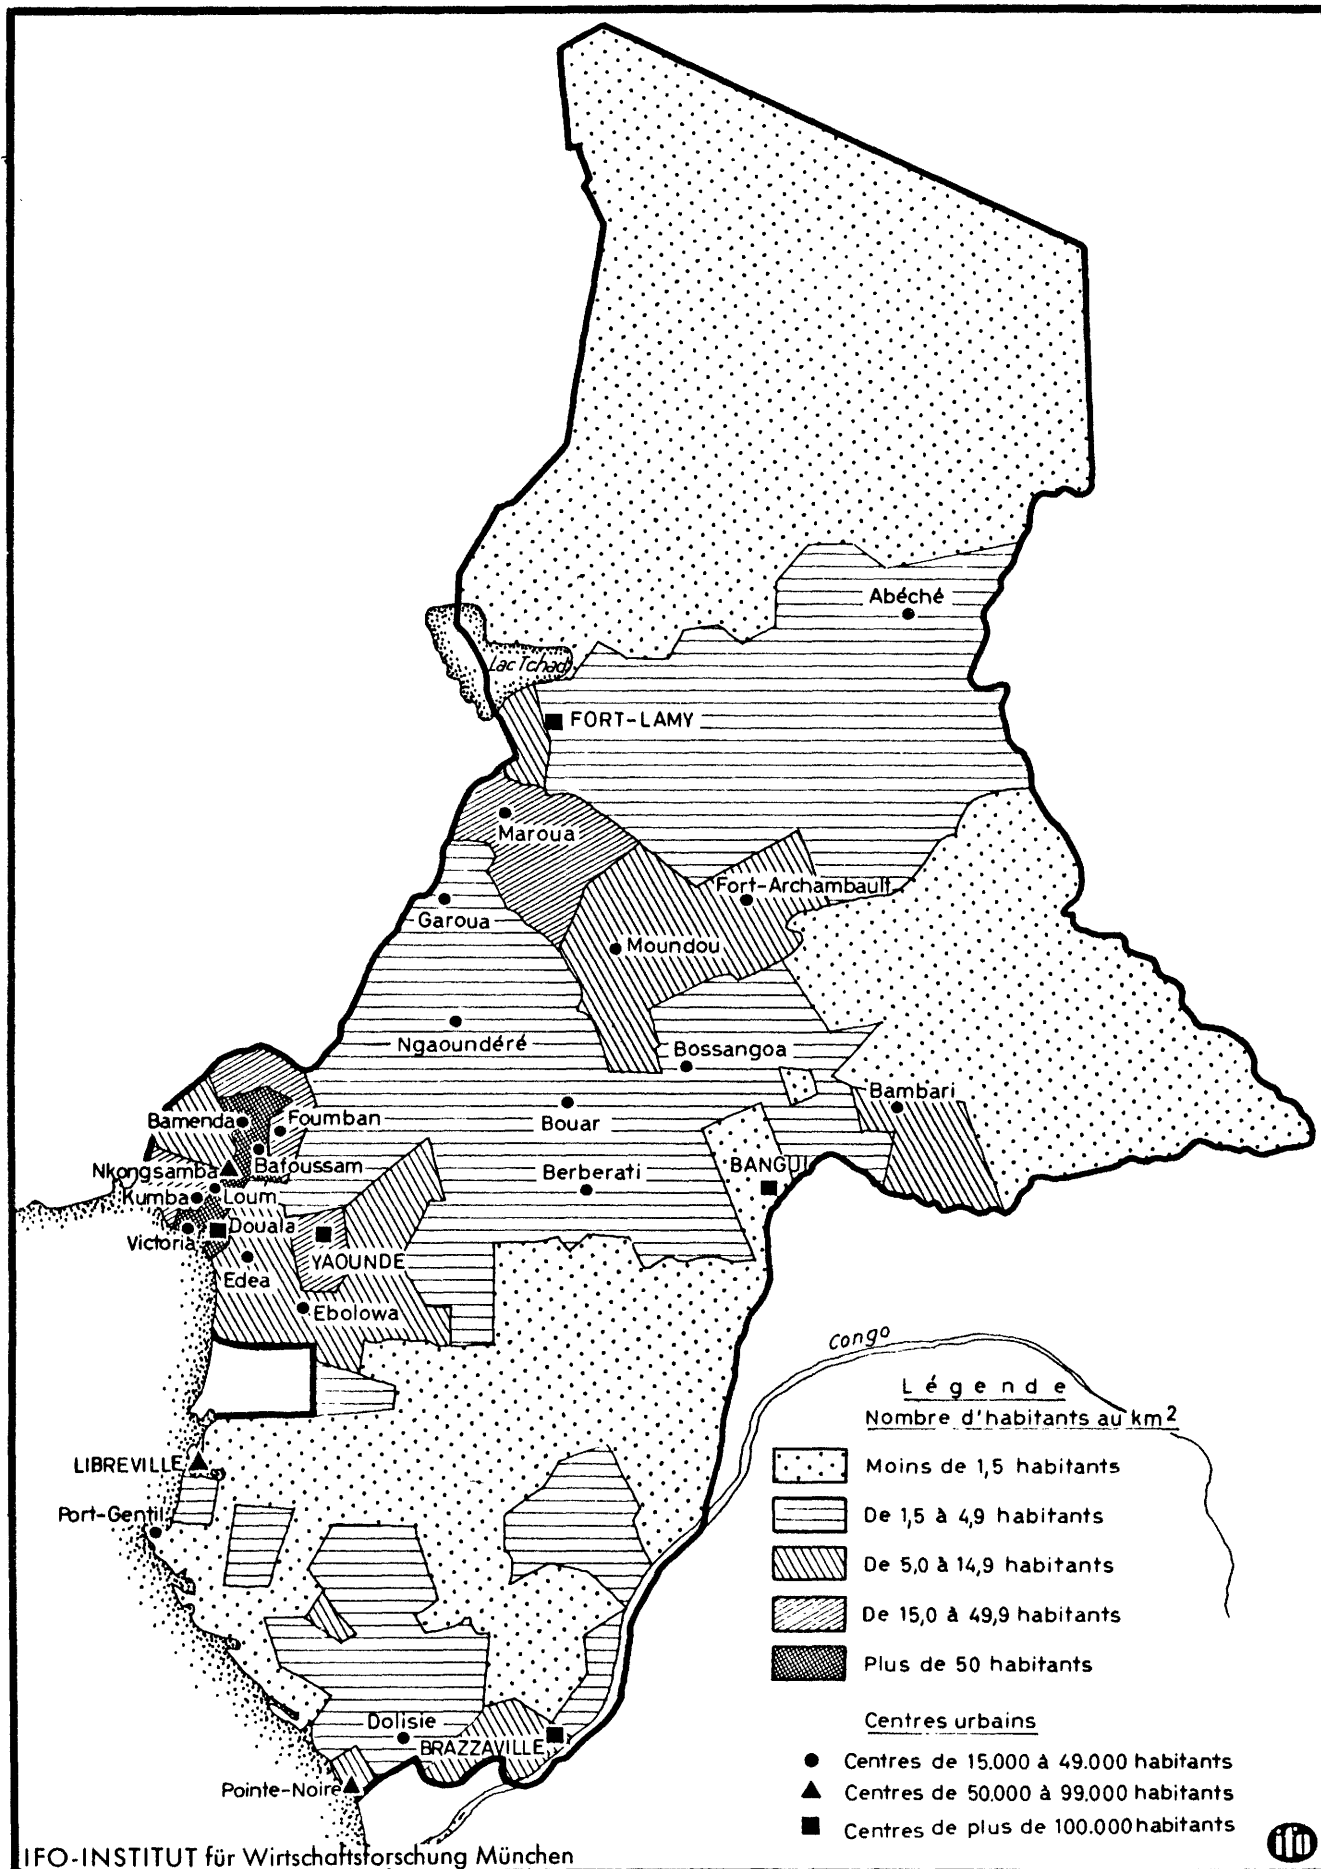 Abéché
Lac Tchad
FORT-LAMY
Maroua
Fort-Archambault
Garoua
Moundou
Ngaoundéré
Bossangoa
Bambari
Bamenda
Foumban
Bouar
Nkongsamba
Bafoussam
BANGUI
Berberati
Kumba
Loum
Victoria
Douala
YAOUNDE
Edea
Ebolowa
Congo
Légende
Nombre d'habitants au km²
LIBREVILLE
Moins de 1,5 habitants
Port-Gentil
De 1,5 à 4,9 habitants
De 5,0 à 14,9 habitants
De 15,0 à 49,9 habitants
Plus de 50 habitants
Centres urbains
Dolisie
BRAZZAVILLE
Centres de 15.000 à 49.000 habitants
Pointe-Noire
Centres de 50.000 à 99.000 habitants
Centres de plus de 100.000 habitants
IFO-INSTITUT für Wirtschaftsforschung München
ifo